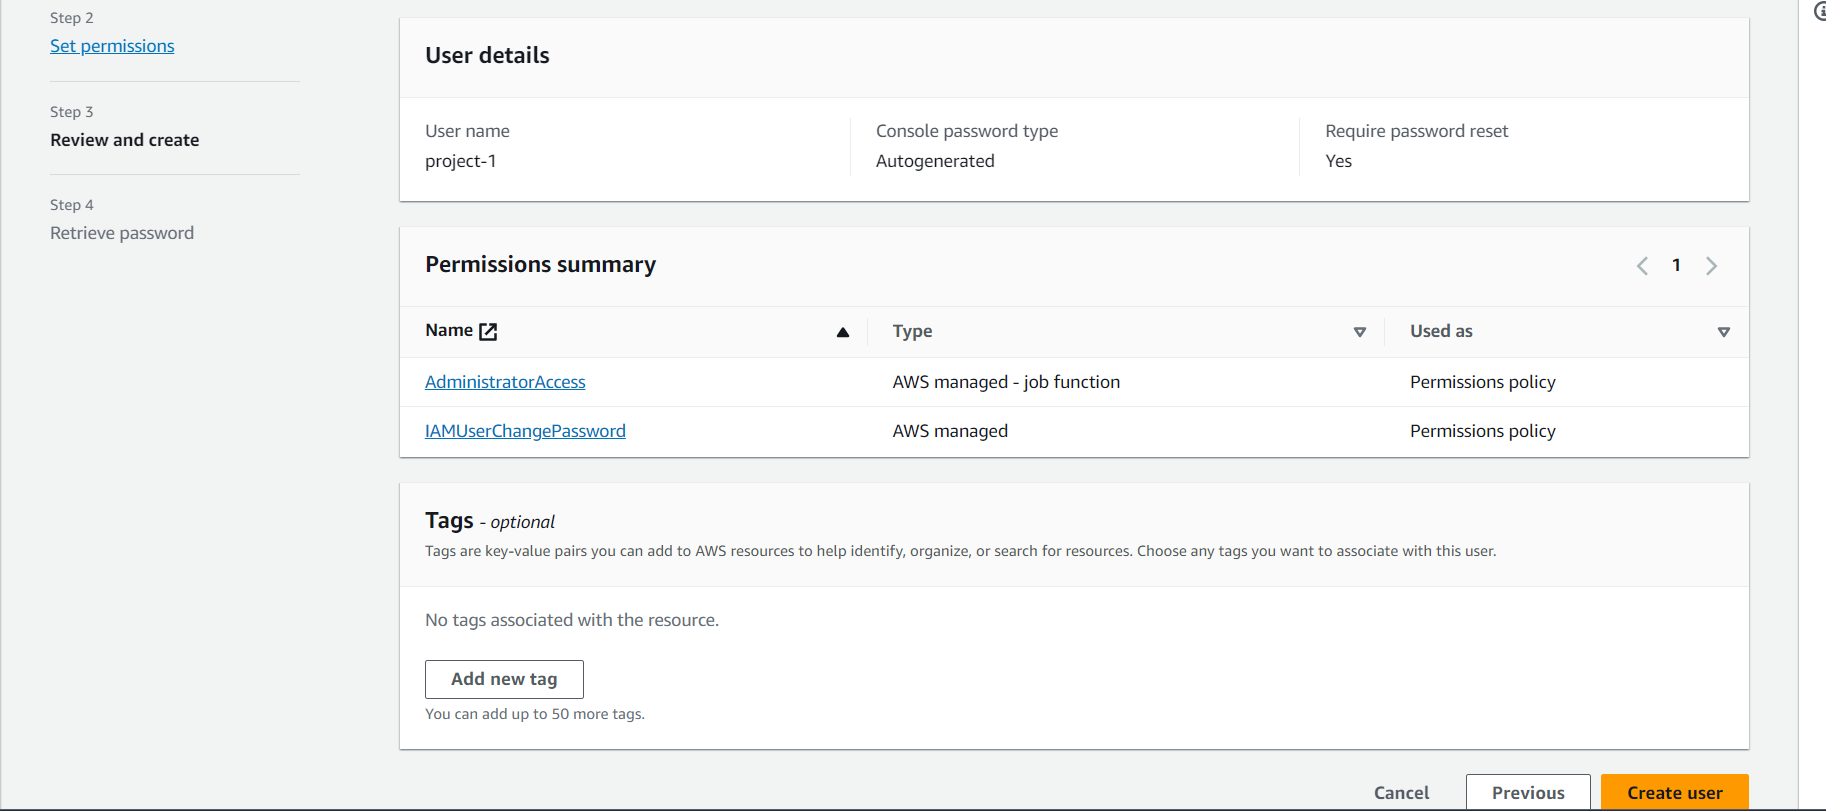 Step 2
Set permissions
Step 3
Review and create
Step 4
Retrieve password
User details
User name
project-1
Console password type
Autogenerated
Require password reset
Yes
Permissions summary
1
Name Type Used as
AdministratorAccess AWS managed - job function Permissions policy
IAMUserChangePassword AWS managed Permissions policy
Tags - optional
Tags are key-value pairs you can add to AWS resources to help identify, organize, or search for resources. Choose any tags you want to associate with this user.
No tags associated with the resource.
Add new tag
You can add up to 50 more tags.
Cancel Previous Create user